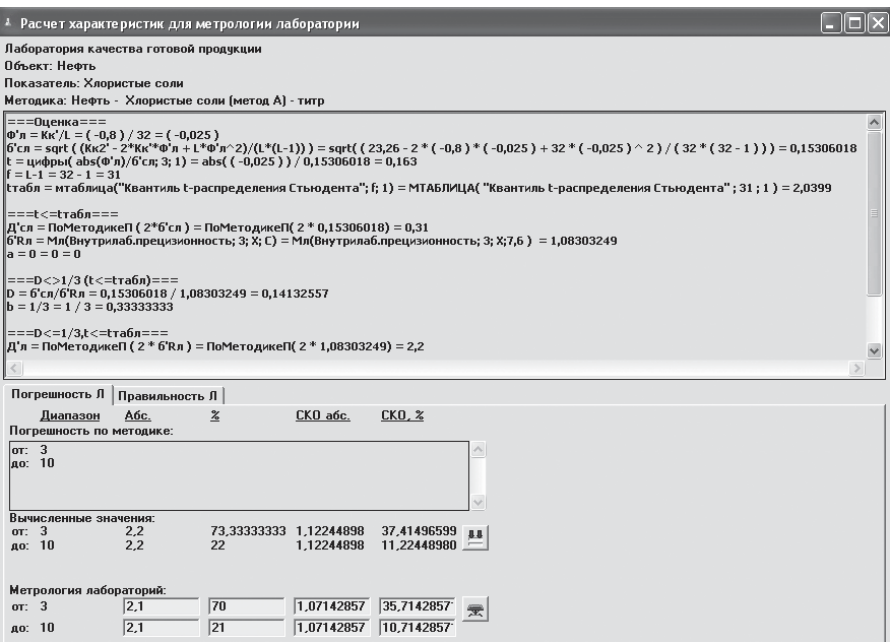 Расчет характеристик для метрологии лаборатории
Лаборатория качества готовой продукции
Объект: Нефть
Показатель: Хлористые соли
Методика: Нефть - Хлористые соли (метод А) - титр
===Оценка===
Ф'л = Кк'/L = ( -0,8 ) / 32 = ( -0,025 )
б'сл = sqrt ( (Кк2' - 2*Кк'*Ф'л + L*Ф'л^2)/(L*(L-1)) ) = sqrt( ( 23,26 - 2 * ( -0,8 ) * ( -0,025 ) + 32 * ( -0,025 ) ^ 2 ) / ( 32 * ( 32 - 1 ) ) ) = 0,15306018
t = цифры( abs(Ф'л)/б'сл; 3; 1) = abs( ( -0,025 ) ) / 0,15306018 = 0,163
f = L-1 = 32 - 1 = 31
tтабл = мтаблица("Квантиль t-распределения Стьюдента"; f; 1) = МТАБЛИЦА( "Квантиль t-распределения Стьюдента" ; 31 ; 1 ) = 2,0399
===t<=tтабл===
Д'сл = ПоМетодикеП ( 2*б'сл ) = ПоМетодикеП( 2 * 0,15306018) = 0,31
б'Rл = Мл(Внутрилаб.прецизионность; 3; X; C) = Мл(Внутрилаб.прецизионность; 3; X;7,6 ) = 1,08303249
a = 0 = 0 = 0
===D<>1/3 (t<=tтабл)===
D = б'сл/б'Rл = 0,15306018 / 1,08303249 = 0,14132557
b = 1/3 = 1 / 3 = 0,33333333
===D<=1/3,t<=tтабл===
Д'л = ПоМетодикеП ( 2 * б'Rл ) = ПоМетодикеП( 2 * 1,08303249) = 2,2
Погрешность Л Правильность Л
Диапазон Абс. % СКО абс. СКО, %
Погрешность по методике:
от: 3
до: 10
Вычисленные значения:
от: 3 2,2 73,33333333 1,12244898 37,41496599
до: 10 2,2 22 1,12244898 11,22448980
Метрология лабораторий:
от: 3 2,1 70 1,07142857 35,7142857
до: 10 2,1 21 1,07142857 10,7142857